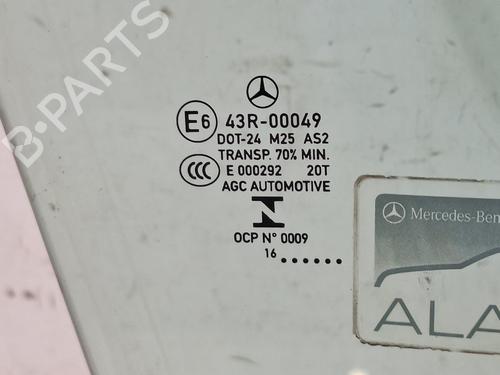 E6 43R-00049
DOT-24 M25 AS2
TRANSP. 70% MIN.
CCC E 000292 20T
AGC AUTOMOTIVE
N
OCP N° 0009
16 ......
Mercedes-Ben
ALA
B-PARTS